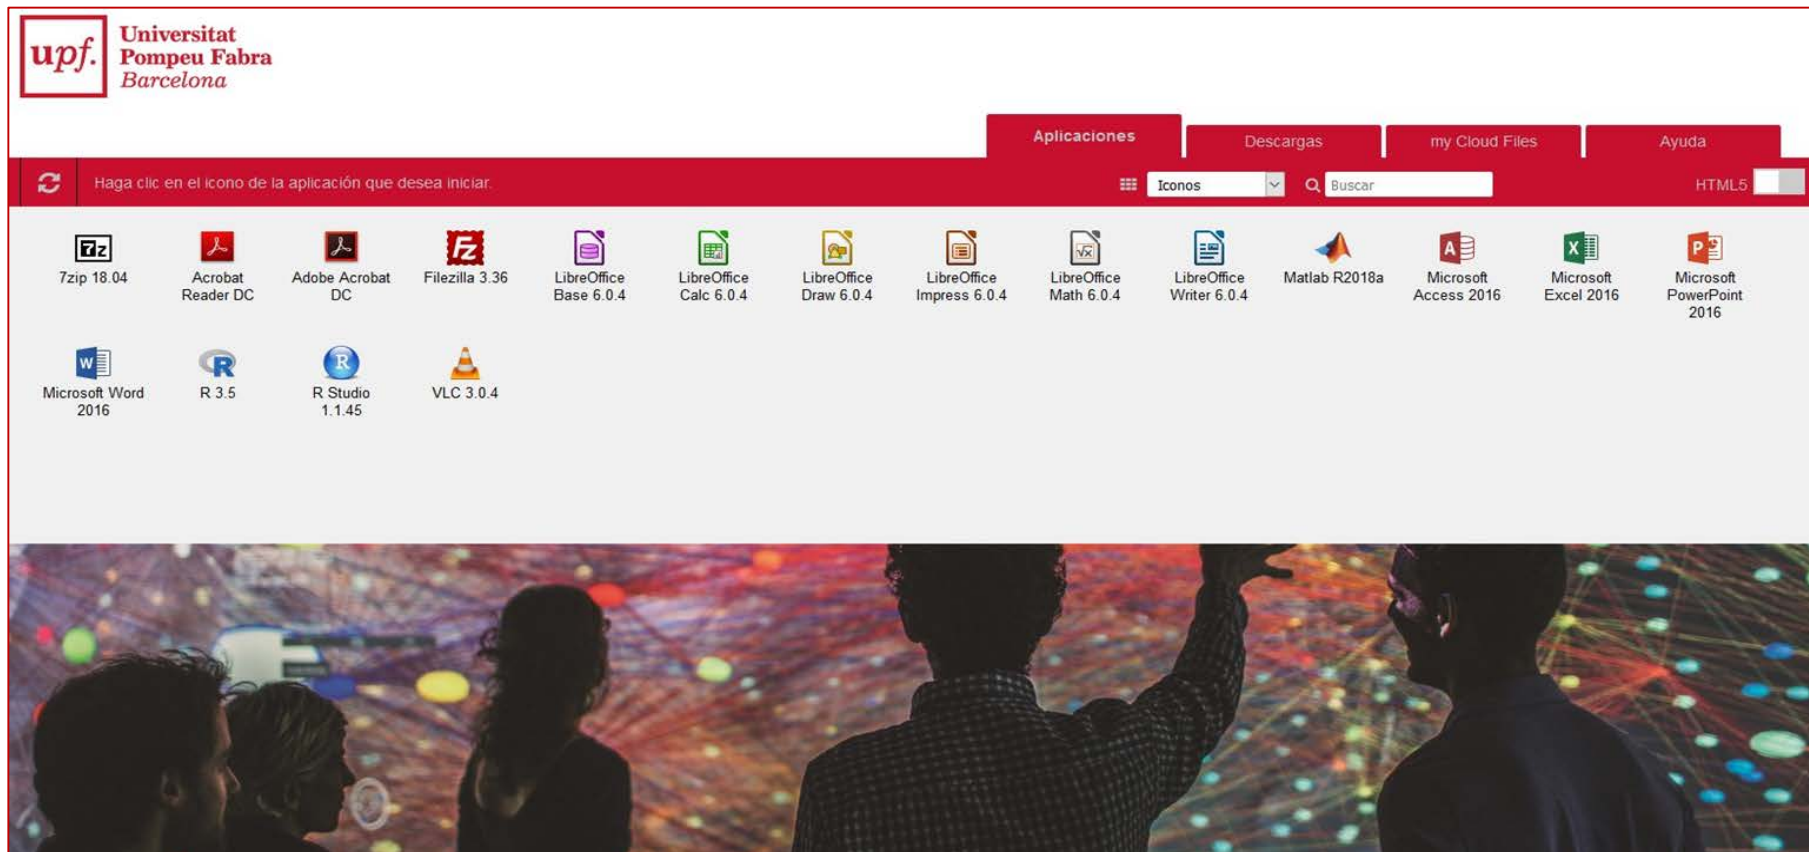 upf.
Universitat
Pompeu Fabra
Barcelona
Aplicaciones
Descargas
my Cloud Files
Ayuda
Haga clic en el icono de la aplicación que desea iniciar.
Iconos
Buscar
HTML5
7zip 18.04
Acrobat
Reader DC
Adobe Acrobat
DC
Filezilla 3.36
LibreOffice
Base 6.0.4
LibreOffice
Calc 6.0.4
LibreOffice
Draw 6.0.4
LibreOffice
Impress 6.0.4
LibreOffice
Math 6.0.4
LibreOffice
Writer 6.0.4
Matlab R2018a
Microsoft
Access 2016
Microsoft
Excel 2016
Microsoft
PowerPoint
2016
Microsoft Word
2016
R 3.5
R Studio
1.1.45
VLC 3.0.4